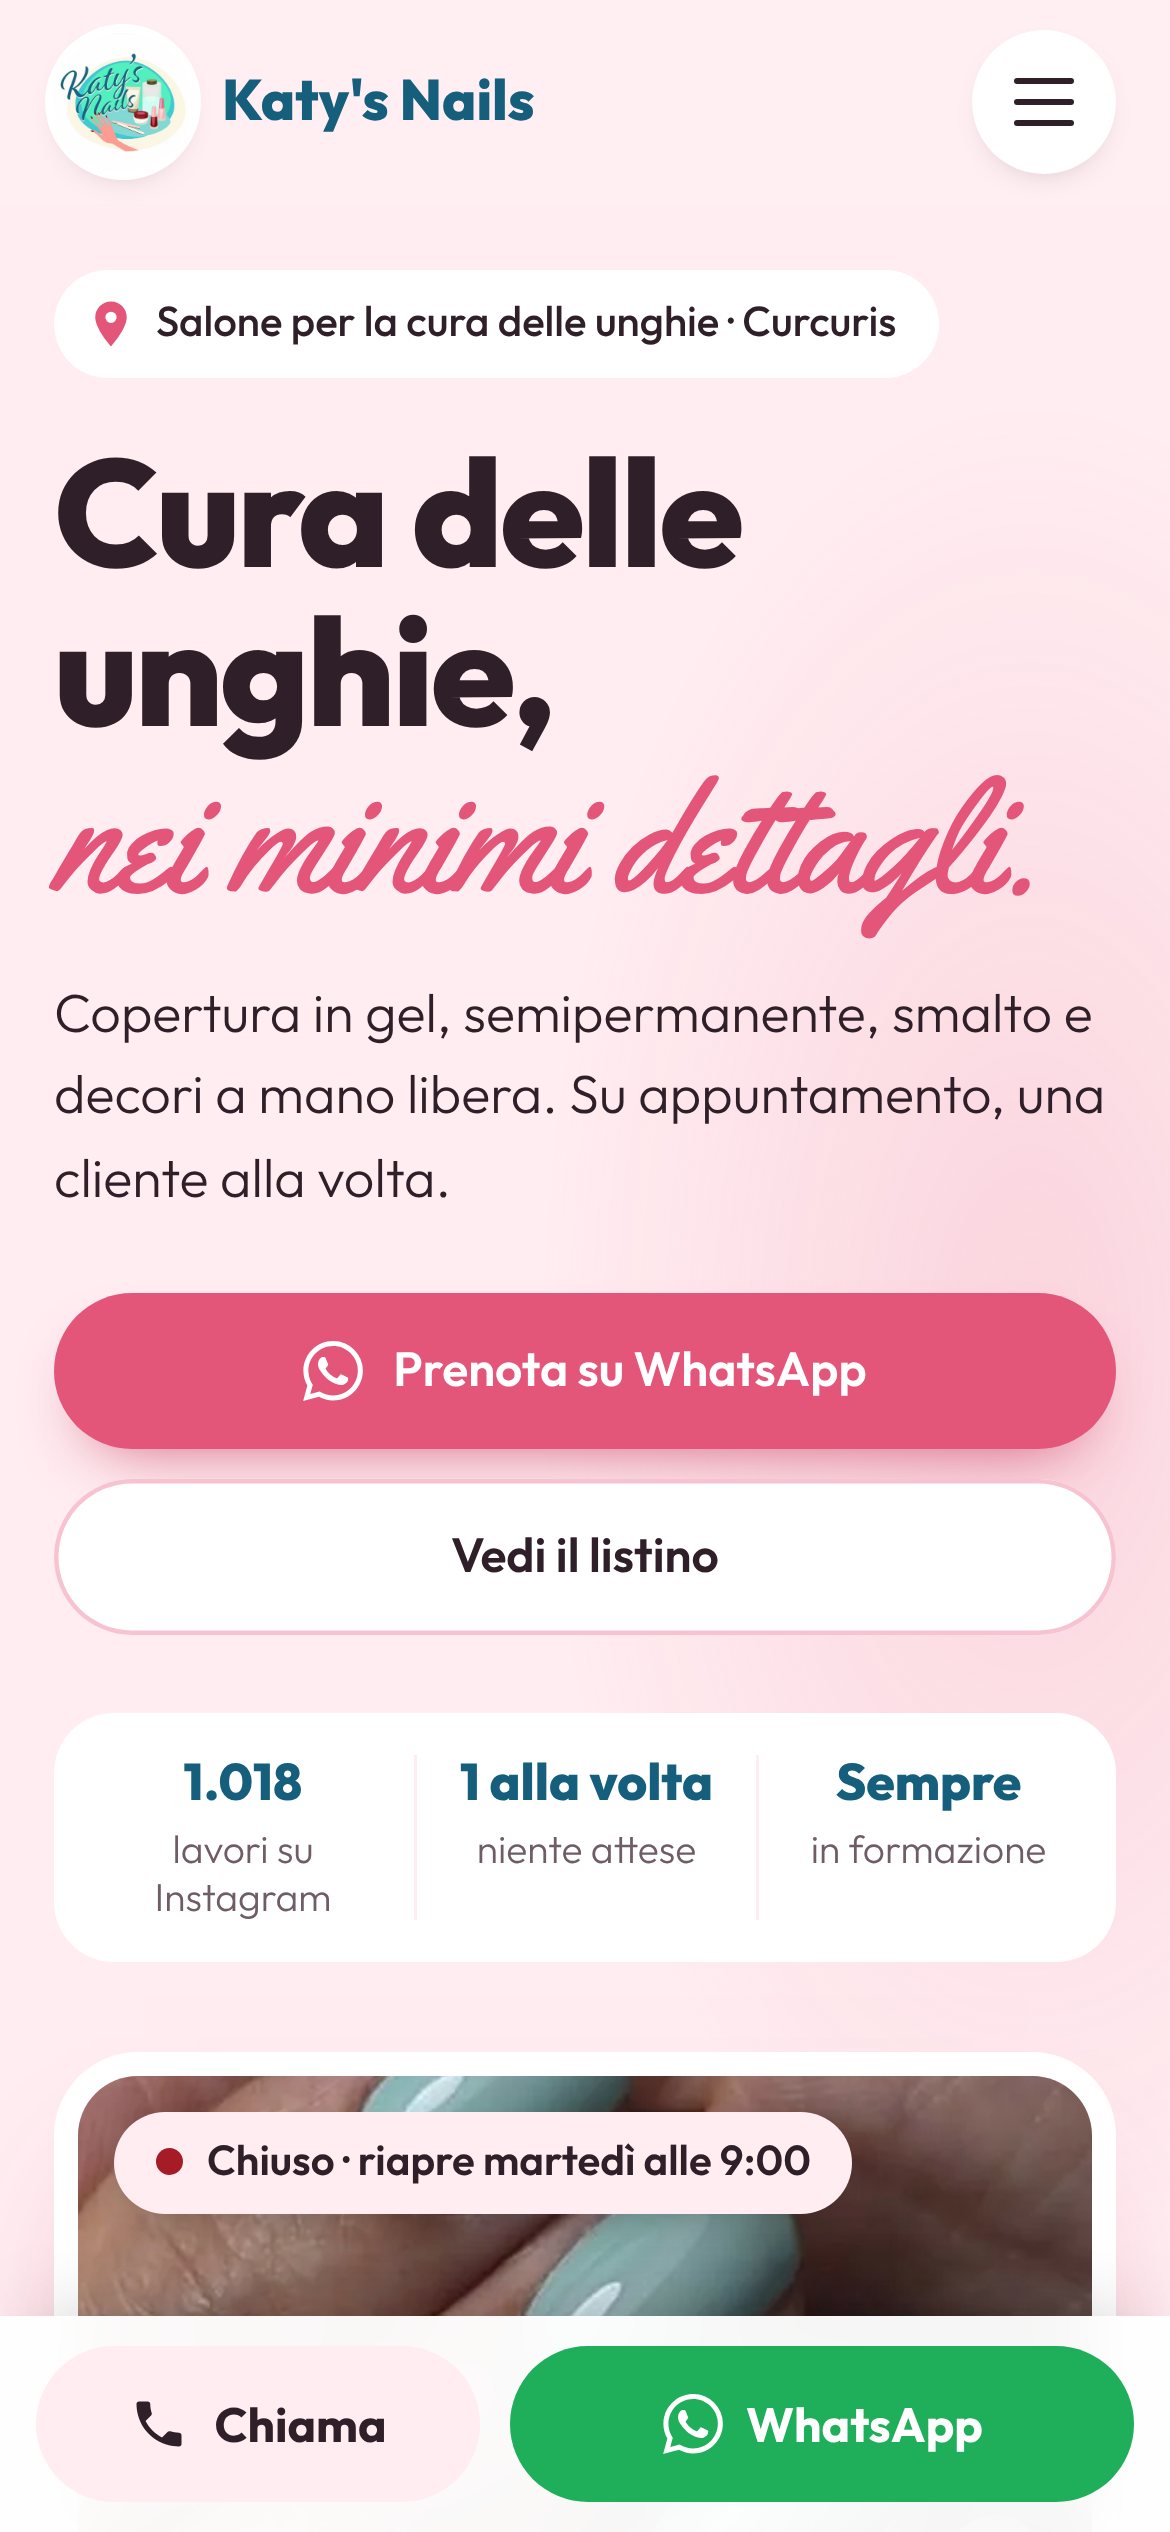 Katy's Nails
Katy's Nails
Salone per la cura delle unghie · Curcuris
Cura delle
unghie,
nei minimi dettagli.
Copertura in gel, semipermanente, smalto e
decori a mano libera. Su appuntamento, una
cliente alla volta.
Prenota su WhatsApp
Vedi il listino
1.018
lavori su
Instagram
1 alla volta
niente attese
Sempre
in formazione
Chiuso · riapre martedì alle 9:00
Chiama
WhatsApp